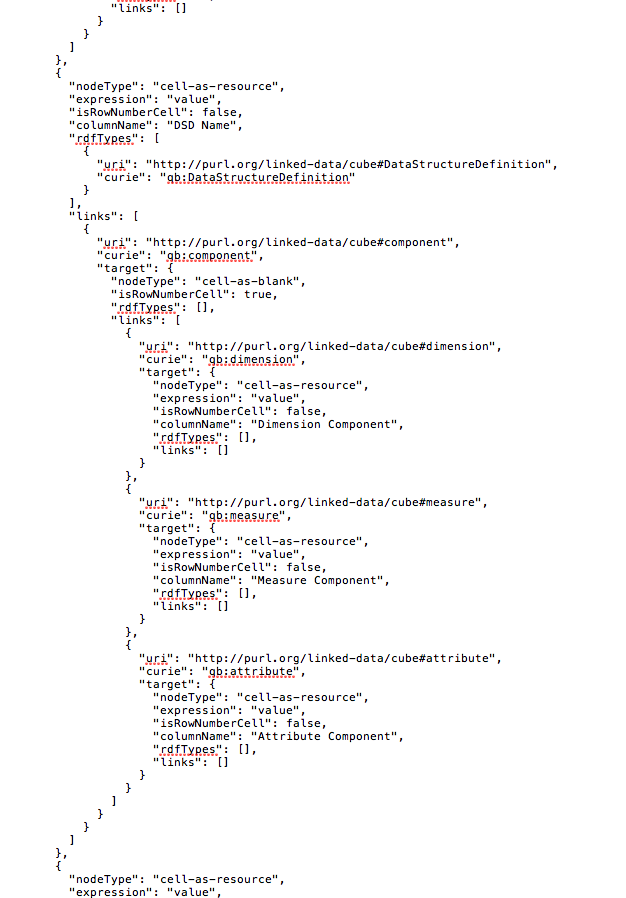 "links": []
}
}
]
},
{
"nodeType": "cell-as-resource",
"expression": "value",
"isRowNumberCell": false,
"columnName": "DSD Name",
"rdfTypes": [
{
"uri": "http://purl.org/linked-data/cube#DataStructureDefinition",
"curie": "qb:DataStructureDefinition"
}
],
"links": [
{
"uri": "http://purl.org/linked-data/cube#component",
"curie": "qb:component",
"target": {
"nodeType": "cell-as-blank",
"isRowNumberCell": true,
"rdfTypes": [],
"links": [
{
"uri": "http://purl.org/linked-data/cube#dimension",
"curie": "qb:dimension",
"target": {
"nodeType": "cell-as-resource",
"expression": "value",
"isRowNumberCell": false,
"columnName": "Dimension Component",
"rdfTypes": [],
"links": []
}
},
{
"uri": "http://purl.org/linked-data/cube#measure",
"curie": "qb:measure",
"target": {
"nodeType": "cell-as-resource",
"expression": "value",
"isRowNumberCell": false,
"columnName": "Measure Component",
"rdfTypes": [],
"links": []
}
},
{
"uri": "http://purl.org/linked-data/cube#attribute",
"curie": "qb:attribute",
"target": {
"nodeType": "cell-as-resource",
"expression": "value",
"isRowNumberCell": false,
"columnName": "Attribute Component",
"rdfTypes": [],
"links": []
}
}
]
}
}
]
},
{
"nodeType": "cell-as-resource",
"expression": "value",